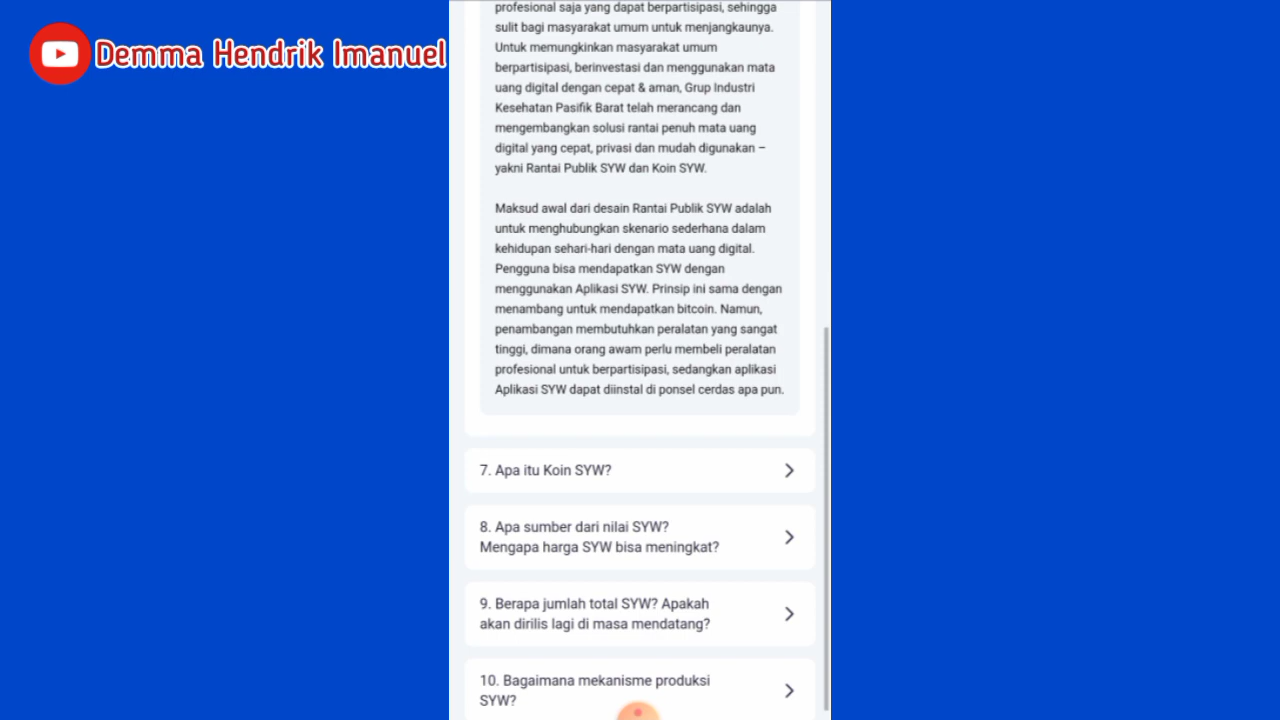 Demma Hendrik Imanuel
profesional saja yang dapat berpartisipasi, sehingga
sulit bagi masyarakat umum untuk menjangkaunya.
Untuk memungkinkan masyarakat umum
berpartisipasi, berinvestasi dan menggunakan mata
uang digital dengan cepat & aman, Grup Industri
Kesehatan Pasifik Barat telah merancang dan
mengembangkan solusi rantai penuh mata uang
digital yang cepat, privasi dan mudah digunakan –
yakni Rantai Publik SYW dan Koin SYW.
Maksud awal dari desain Rantai Publik SYW adalah
untuk menghubungkan skenario sederhana dalam
kehidupan sehari-hari dengan mata uang digital.
Pengguna bisa mendapatkan SYW dengan
menggunakan Aplikasi SYW. Prinsip ini sama dengan
menambang untuk mendapatkan bitcoin. Namun,
penambangan membutuhkan peralatan yang sangat
tinggi, dimana orang awam perlu membeli peralatan
profesional untuk berpartisipasi, sedangkan aplikasi
Aplikasi SYW dapat diinstal di ponsel cerdas apa pun.
7. Apa itu Koin SYW?
8. Apa sumber dari nilai SYW?
Mengapa harga SYW bisa meningkat?
9. Berapa jumlah total SYW? Apakah
akan dirilis lagi di masa mendatang?
10. Bagaimana mekanisme produksi
SYW?